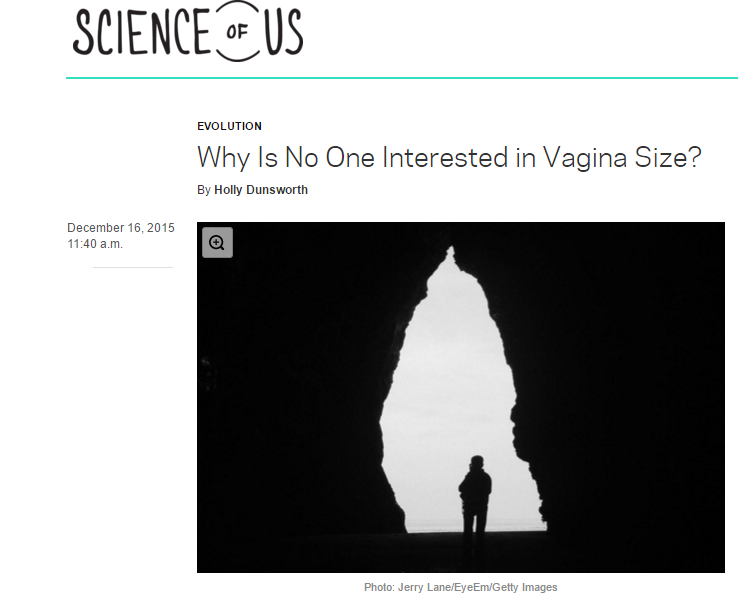 SCIENCE OF US
EVOLUTION
Why Is No One Interested in Vagina Size?
By Holly Dunsworth
December 16, 2015
11:40 a.m.
Photo: Jerry Lane/EyeEm/Getty Images